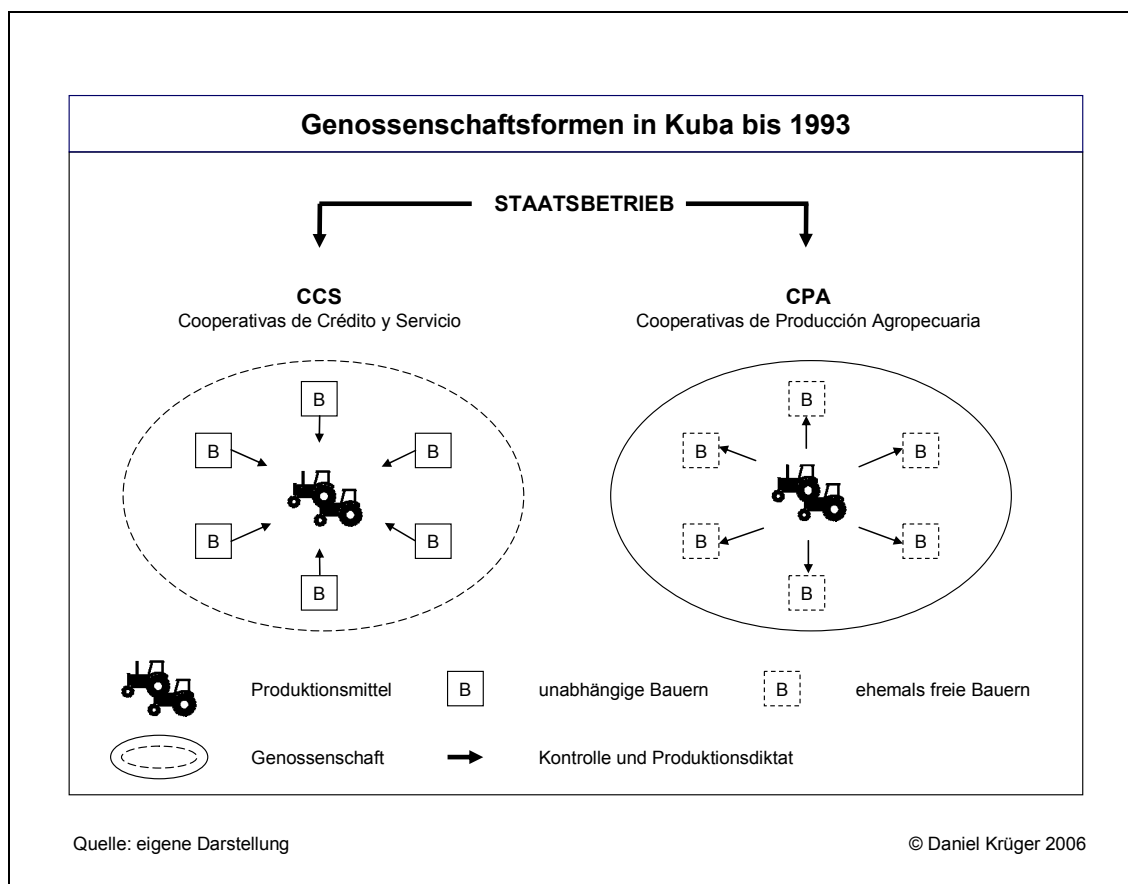 Genossenschaftsformen in Kuba bis 1993
STAATSBETRIEB
CCS
Cooperativas de Crédito y Servicio
B
B
B
B
B
B
CPA
Cooperativas de Producción Agropecuaria
B
B
B
B
B
B
Produktionsmittel
B
unabhängige Bauern
B
ehemals freie Bauern
Genossenschaft
Kontrolle und Produktionsdiktat
Quelle: eigene Darstellung
© Daniel Krüger 2006